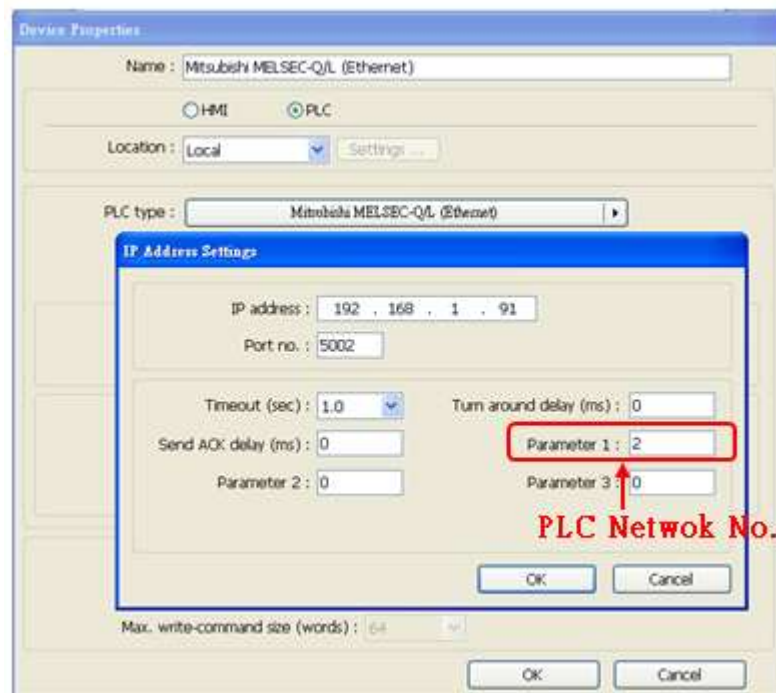 Device Properties
Name : Mitsubishi MELSEC-Q/L (Ethernet)
HMI PLC
Location : Local Settings ...
PLC type : Mitsubishi MELSEC-Q/L (Ethernet)
IP Address Settings
IP address : 192 . 168 . 1 . 91
Port no. : 5002
Timeout (sec) : 1.0 Turn around delay (ms) : 0
Send ACK delay (ms) : 0 Parameter 1 : 2
Parameter 2 : 0 Parameter 3 : 0
PLC Netwok No.
OK Cancel
Max. write-command size (words) : 64
OK Cancel